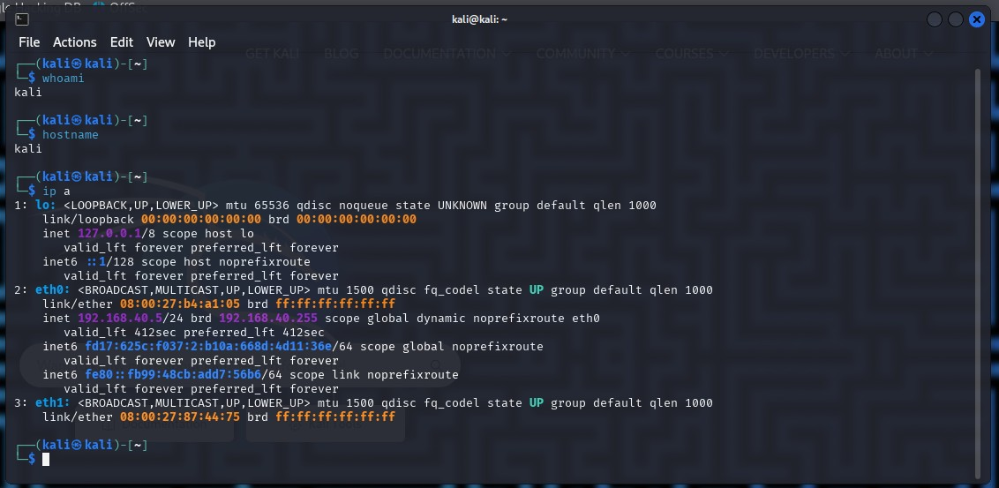 kali@kali: ~
File Actions Edit View Help
GET KALI BLOG DOCUMENTATION COMMUNITY COURSES DEVELOPERS ABOUT
┌──(kali㉿kali)-[~]
└─$ whoami
kali
┌──(kali㉿kali)-[~]
└─$ hostname
kali
┌──(kali㉿kali)-[~]
└─$ ip a
1: lo: <LOOPBACK,UP,LOWER_UP> mtu 65536 qdisc noqueue state UNKNOWN group default qlen 1000
    link/loopback 00:00:00:00:00:00 brd 00:00:00:00:00:00
    inet 127.0.0.1/8 scope host lo
       valid_lft forever preferred_lft forever
    inet6 ::1/128 scope host noprefixroute
       valid_lft forever preferred_lft forever
2: eth0: <BROADCAST,MULTICAST,UP,LOWER_UP> mtu 1500 qdisc fq_codel state UP group default qlen 1000
    link/ether 08:00:27:b4:a1:05 brd ff:ff:ff:ff:ff:ff
    inet 192.168.40.5/24 brd 192.168.40.255 scope global dynamic noprefixroute eth0
       valid_lft 412sec preferred_lft 412sec
    inet6 fd17:625c:f037:2:b10a:668d:4d11:36e/64 scope global noprefixroute
       valid_lft forever preferred_lft forever
    inet6 fe80::fb99:48cb:add7:56b6/64 scope link noprefixroute
       valid_lft forever preferred_lft forever
3: eth1: <BROADCAST,MULTICAST,UP,LOWER_UP> mtu 1500 qdisc fq_codel state UP group default qlen 1000
    link/ether 08:00:27:87:44:75 brd ff:ff:ff:ff:ff:ff
┌──(kali㉿kali)-[~]
└─$